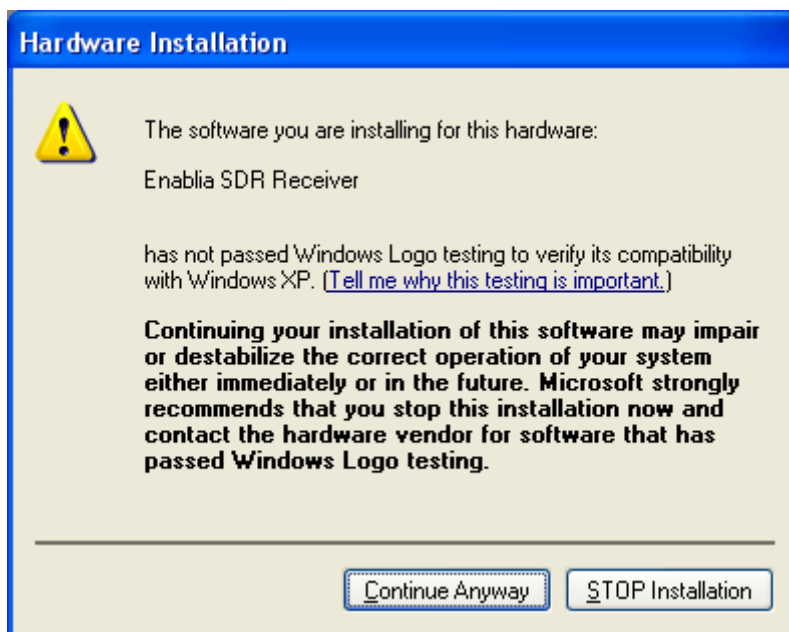 Hardware Installation
The software you are installing for this hardware:
Enablia SDR Receiver
has not passed Windows Logo testing to verify its compatibility
with Windows XP. (Tell me why this testing is important.)
Continuing your installation of this software may impair
or destabilize the correct operation of your system
either immediately or in the future. Microsoft strongly
recommends that you stop this installation now and
contact the hardware vendor for software that has
passed Windows Logo testing.
Continue Anyway STOP Installation